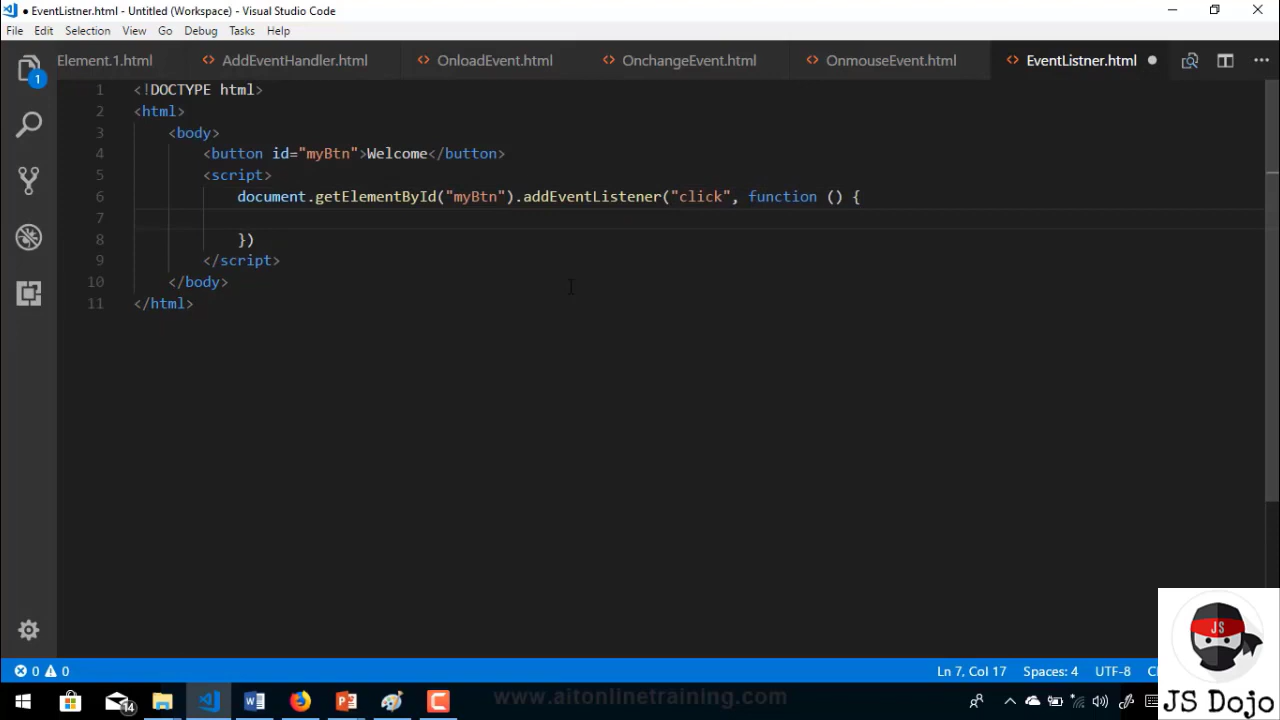 EventListner.html - Untitled (Workspace) - Visual Studio Code
File Edit Selection View Go Debug Tasks Help
Element.1.html AddEventHandler.html OnloadEvent.html OnchangeEvent.html OnmouseEvent.html EventListner.html
1
1 <!DOCTYPE html>
2 <html>
3 <body>
4 <button id="myBtn">Welcome</button>
5 <script>
6 document.getElementById("myBtn").addEventListener("click", function () {
7
8 })
9 </script>
10 </body>
11 </html>
JS
0 0 Ln 7, Col 17 Spaces: 4 UTF-8
14 www.aitonlinetraining.com
JS Dojo